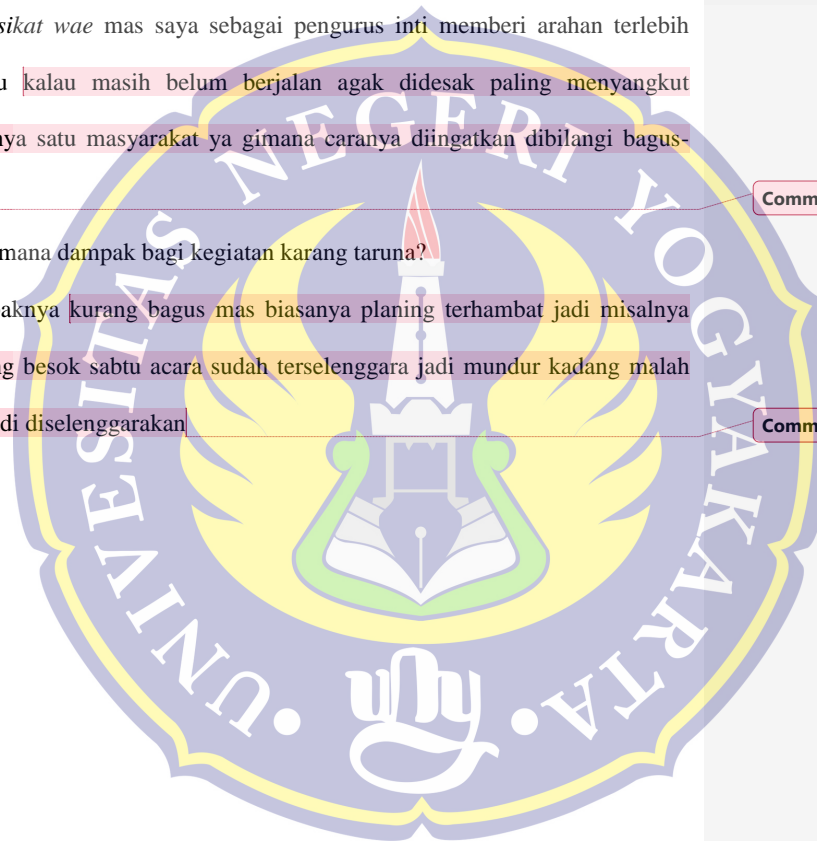 sikat wae mas saya sebagai pengurus inti memberi arahan terlebih
u kalau masih belum berjalan agak didesak paling menyangkut
nya satu masyarakat ya gimana caranya diingatkan dibilangi bagus-
Comm
mana dampak bagi kegiatan karang taruna?
aknya kurang bagus mas biasanya planing terhambat jadi misalnya
ng besok sabtu acara sudah terselenggara jadi mundur kadang malah
di diselenggarakan
Comm
UNIVESITAS NEGERI YOGYAKARTA
uny